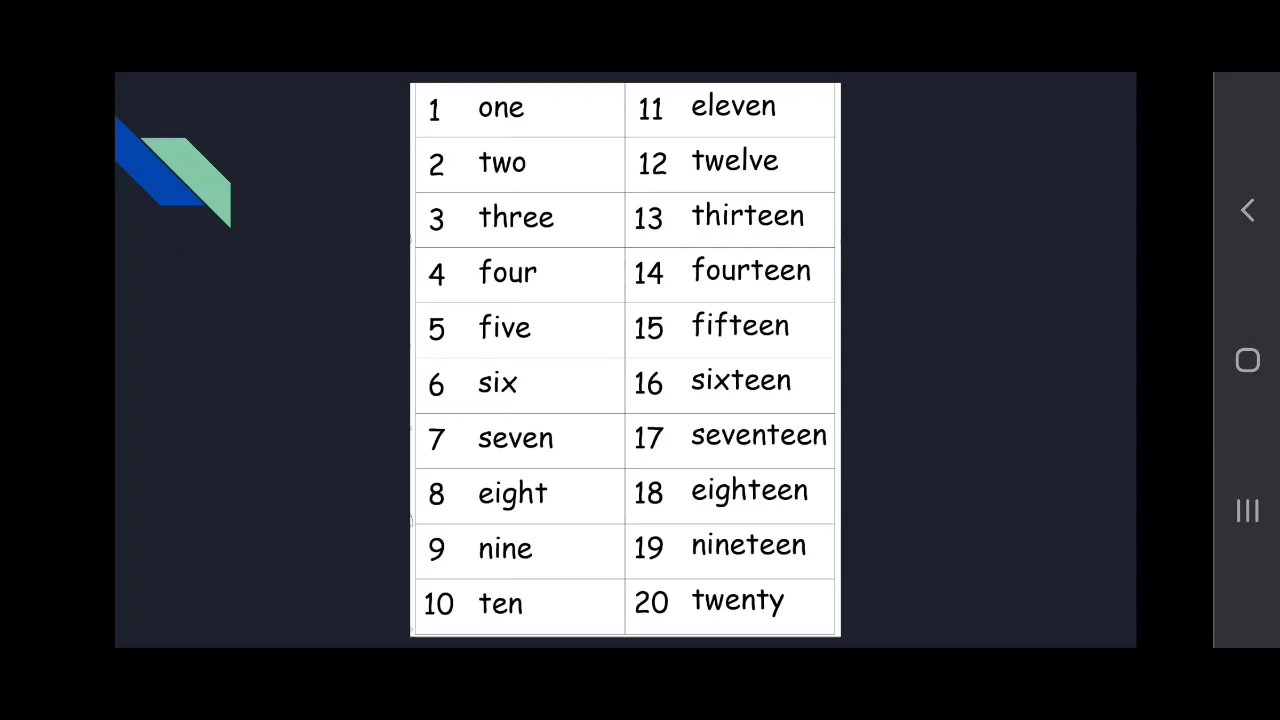 1 one 11 eleven
2 two 12 twelve
3 three 13 thirteen
4 four 14 fourteen
5 five 15 fifteen
6 six 16 sixteen
7 seven 17 seventeen
8 eight 18 eighteen
9 nine 19 nineteen
10 ten 20 twenty